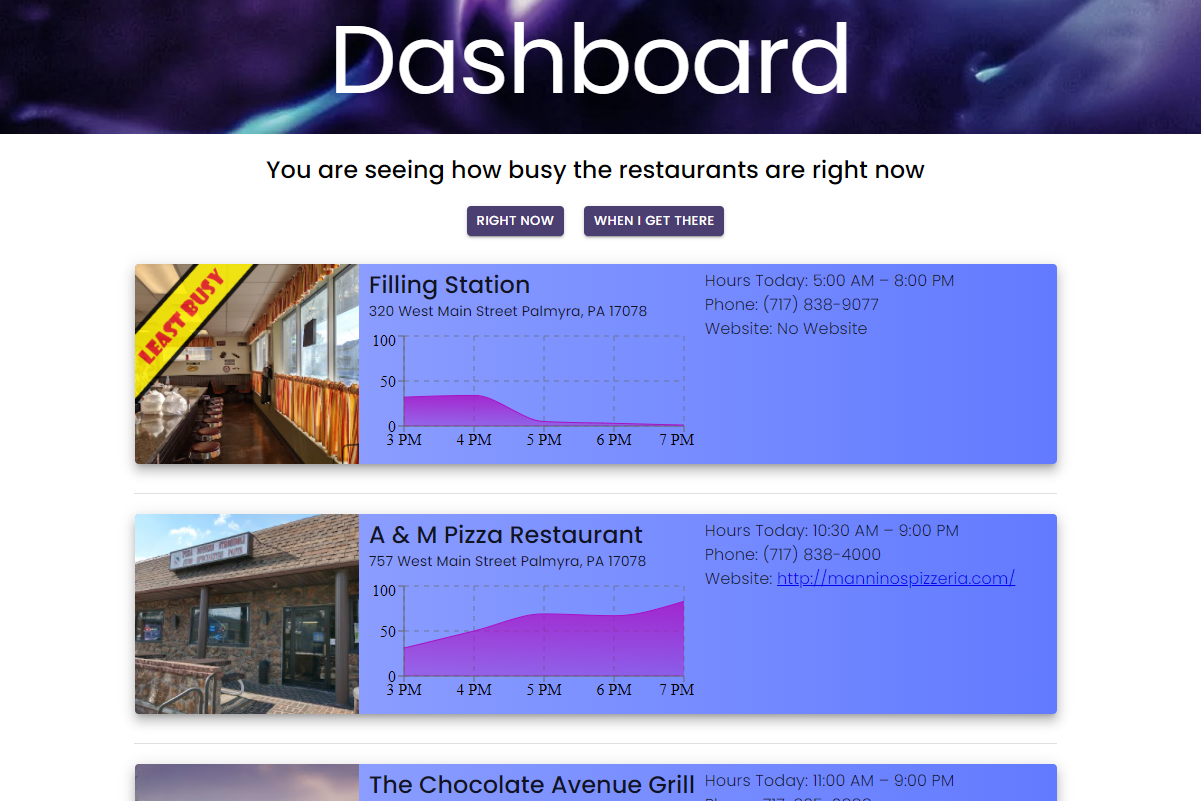 Dashboard
You are seeing how busy the restaurants are right now
RIGHT NOW
WHEN I GET THERE
LEAST BUSY
Filling Station
320 West Main Street Palmyra, PA 17078
100
50
0
3 PM 4 PM 5 PM 6 PM 7 PM
Hours Today: 5:00 AM – 8:00 PM
Phone: (717) 838-9077
Website: No Website
A & M Pizza Restaurant
757 West Main Street Palmyra, PA 17078
100
50
0
3 PM 4 PM 5 PM 6 PM 7 PM
Hours Today: 10:30 AM – 9:00 PM
Phone: (717) 838-4000
Website: http://manninospizzeria.com/
The Chocolate Avenue Grill
Hours Today: 11:00 AM – 9:00 PM